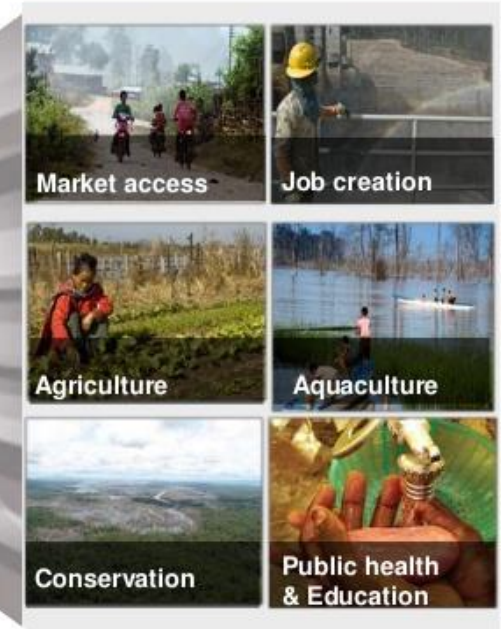 Market access
Job creation
Agriculture
Aquaculture
Conservation
Public health
& Education